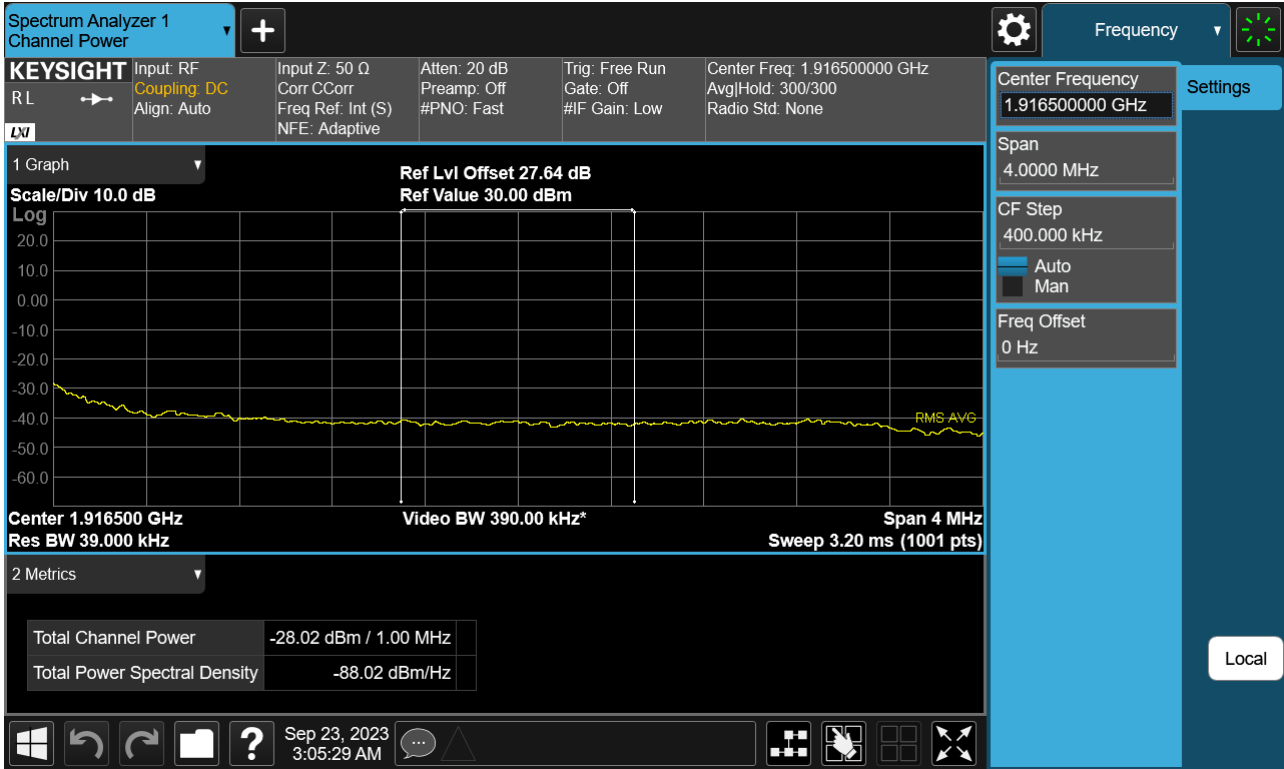 Spectrum Analyzer 1
Channel Power
Frequency
KEYSIGHT
R L
LXI
Input: RF
Coupling: DC
Align: Auto
Input Z: 50 Ω
Corr CCorr
Freq Ref: Int (S)
NFE: Adaptive
Atten: 20 dB
Preamp: Off
#PNO: Fast
Trig: Free Run
Gate: Off
#IF Gain: Low
Center Freq: 1.916500000 GHz
Avg|Hold: 300/300
Radio Std: None
Center Frequency
1.916500000 GHz
Settings
Span
4.0000 MHz
CF Step
400.000 kHz
Auto
Man
Freq Offset
0 Hz
Local
1 Graph
Scale/Div 10.0 dB
Ref Lvl Offset 27.64 dB
Ref Value 30.00 dBm
Log
20.0
10.0
0.00
-10.0
-20.0
-30.0
-40.0
-50.0
-60.0
RMS AVG
Center 1.916500 GHz
Video BW 390.00 kHz*
Span 4 MHz
Res BW 39.000 kHz
Sweep 3.20 ms (1001 pts)
2 Metrics
Total Channel Power
-28.02 dBm / 1.00 MHz
Total Power Spectral Density
-88.02 dBm/Hz
?
Sep 23, 2023
3:05:29 AM